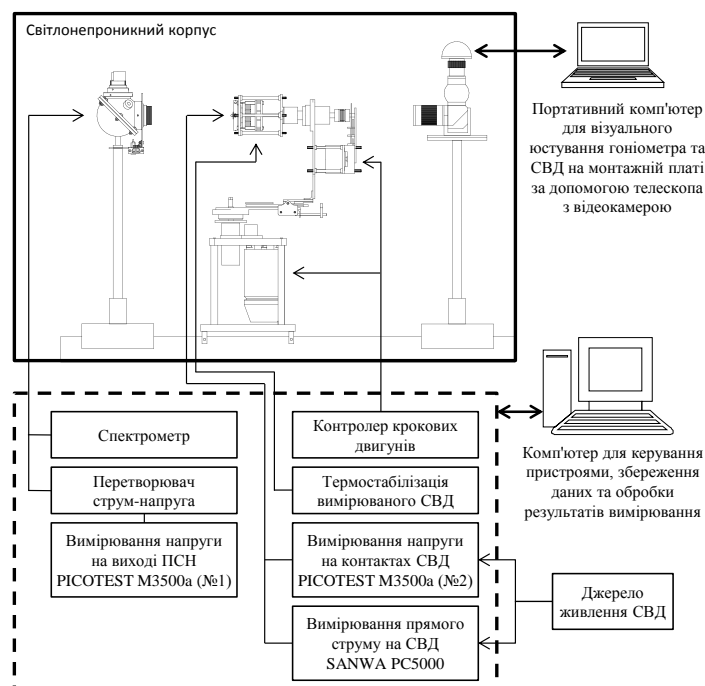 Світлонепроникний корпус
Портативний комп'ютер
для візуального
юстування гоніометра та
СВД на монтажній платі
за допомогою телескопа
з відеокамерою
Спектрометр
Перетворювач
струм-напруга
Вимірювання напруги
на виході ПСН
PICOTEST M3500a (№1)
Контролер крокових
двигунів
Термостабілізація
вимірюваного СВД
Вимірювання напруги
на контактах СВД
PICOTEST M3500a (№2)
Вимірювання прямого
струму на СВД
SANWA PC5000
Комп'ютер для керування
пристроями, збереження
даних та обробки
результатів вимірювання
Джерело
живлення СВД